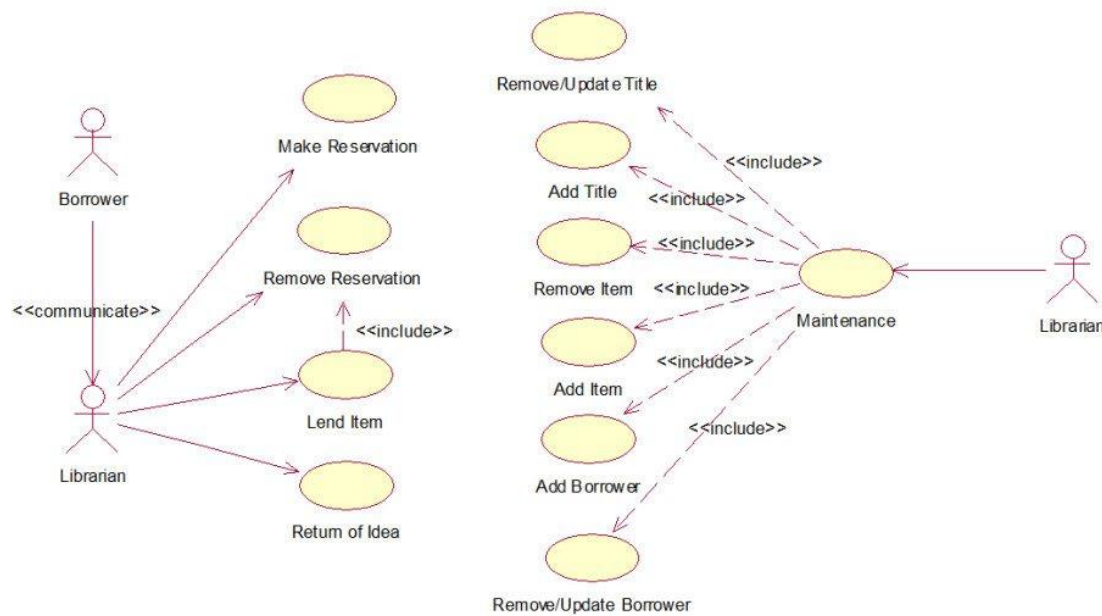 Remove/Update Title
Make Reservation
<<include>>
Borrower
Add Title
<<include>>
<<include>>
Remove Reservation
Remove Item
<<communicate>>
<<include>>
<<include>>
Maintenance
Librarian
<<include>>
Add Item
Lend Item
<<include>>
Librarian
Add Borrower
Return of Idea
Remove/Update Borrower